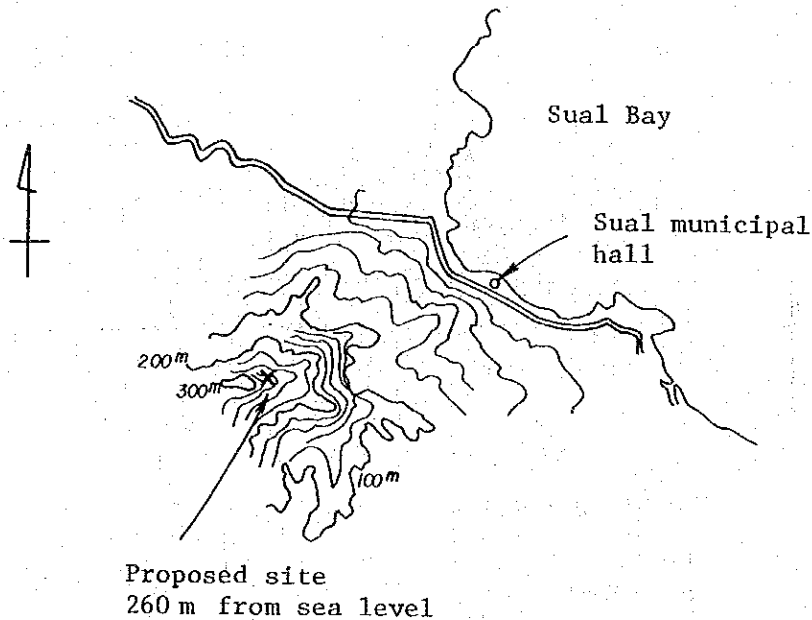 Sual Bay
Sual municipal
hall
200m
300m
100m
Proposed site
260 m from sea level